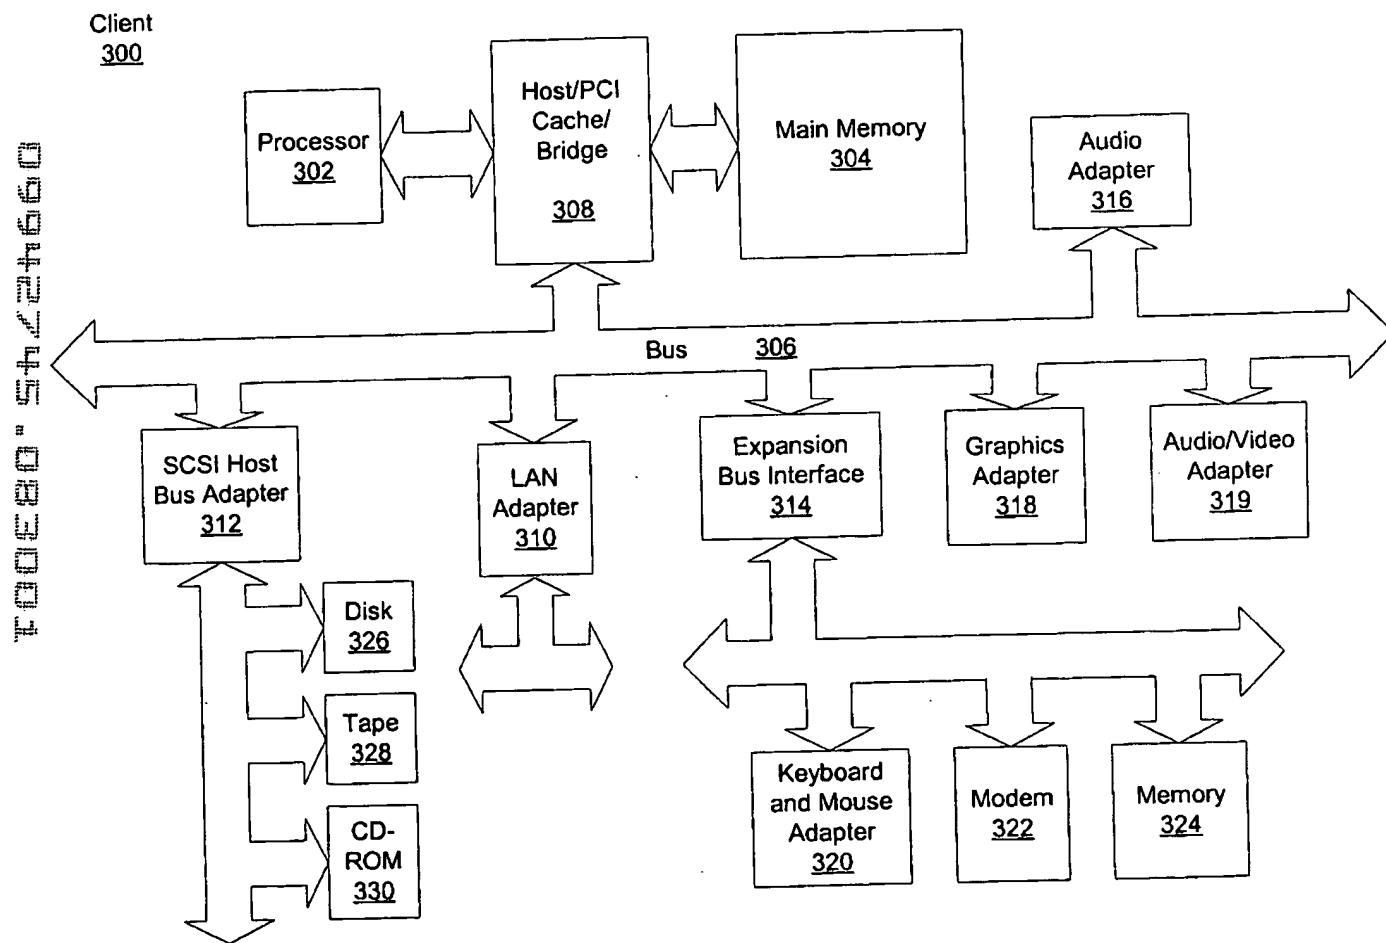 Client
300
Processor
302
Host/PCI
Cache/
Bridge
308
Main Memory
304
Audio
Adapter
316
Bus 306
SCSI Host
Bus Adapter
312
LAN
Adapter
310
Expansion
Bus Interface
314
Graphics
Adapter
318
Audio/Video
Adapter
319
Disk
326
Tape
328
CD-
ROM
330
Keyboard
and Mouse
Adapter
320
Modem
322
Memory
324
09942745.083001